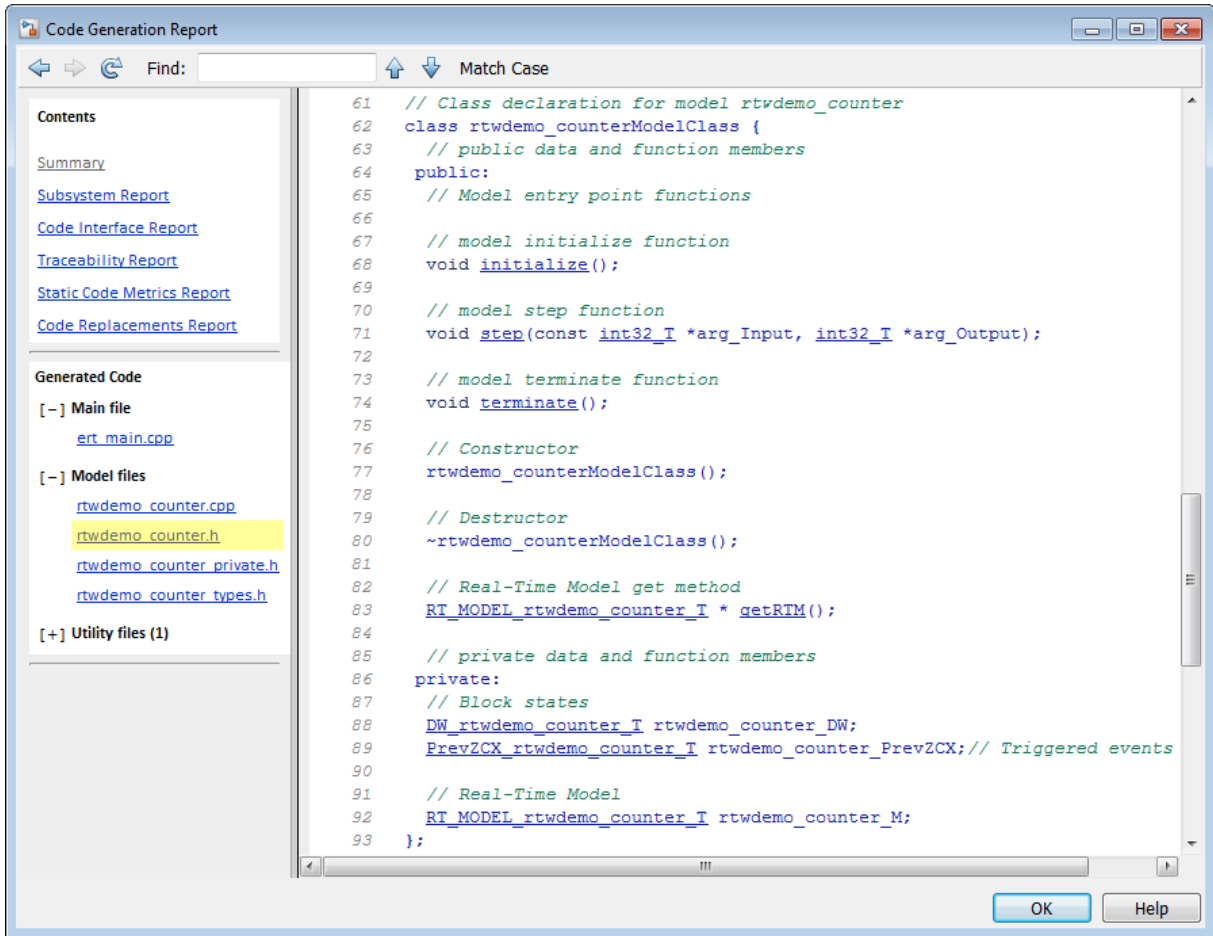 Code Generation Report
Find:
Match Case
Contents
Summary
Subsystem Report
Code Interface Report
Traceability Report
Static Code Metrics Report
Code Replacements Report
Generated Code
[-] Main file
ert_main.cpp
[-] Model files
rtwdemo_counter.cpp
rtwdemo_counter.h
rtwdemo_counter_private.h
rtwdemo_counter_types.h
[+] Utility files (1)
61 // Class declaration for model rtwdemo_counter
62 class rtwdemo_counterModelClass {
63 // public data and function members
64 public:
65 // Model entry point functions
66
67 // model initialize function
68 void initialize();
69
70 // model step function
71 void step(const int32_T *arg_Input, int32_T *arg_Output);
72
73 // model terminate function
74 void terminate();
75
76 // Constructor
77 rtwdemo_counterModelClass();
78
79 // Destructor
80 ~rtwdemo_counterModelClass();
81
82 // Real-Time Model get method
83 RT_MODEL_rtwdemo_counter_T * getRTM();
84
85 // private data and function members
86 private:
87 // Block states
88 DW_rtwdemo_counter_T rtwdemo_counter_DW;
89 PrevZCX_rtwdemo_counter_T rtwdemo_counter_PrevZCX;// Triggered events
90
91 // Real-Time Model
92 RT_MODEL_rtwdemo_counter_T rtwdemo_counter_M;
93 };
OK
Help